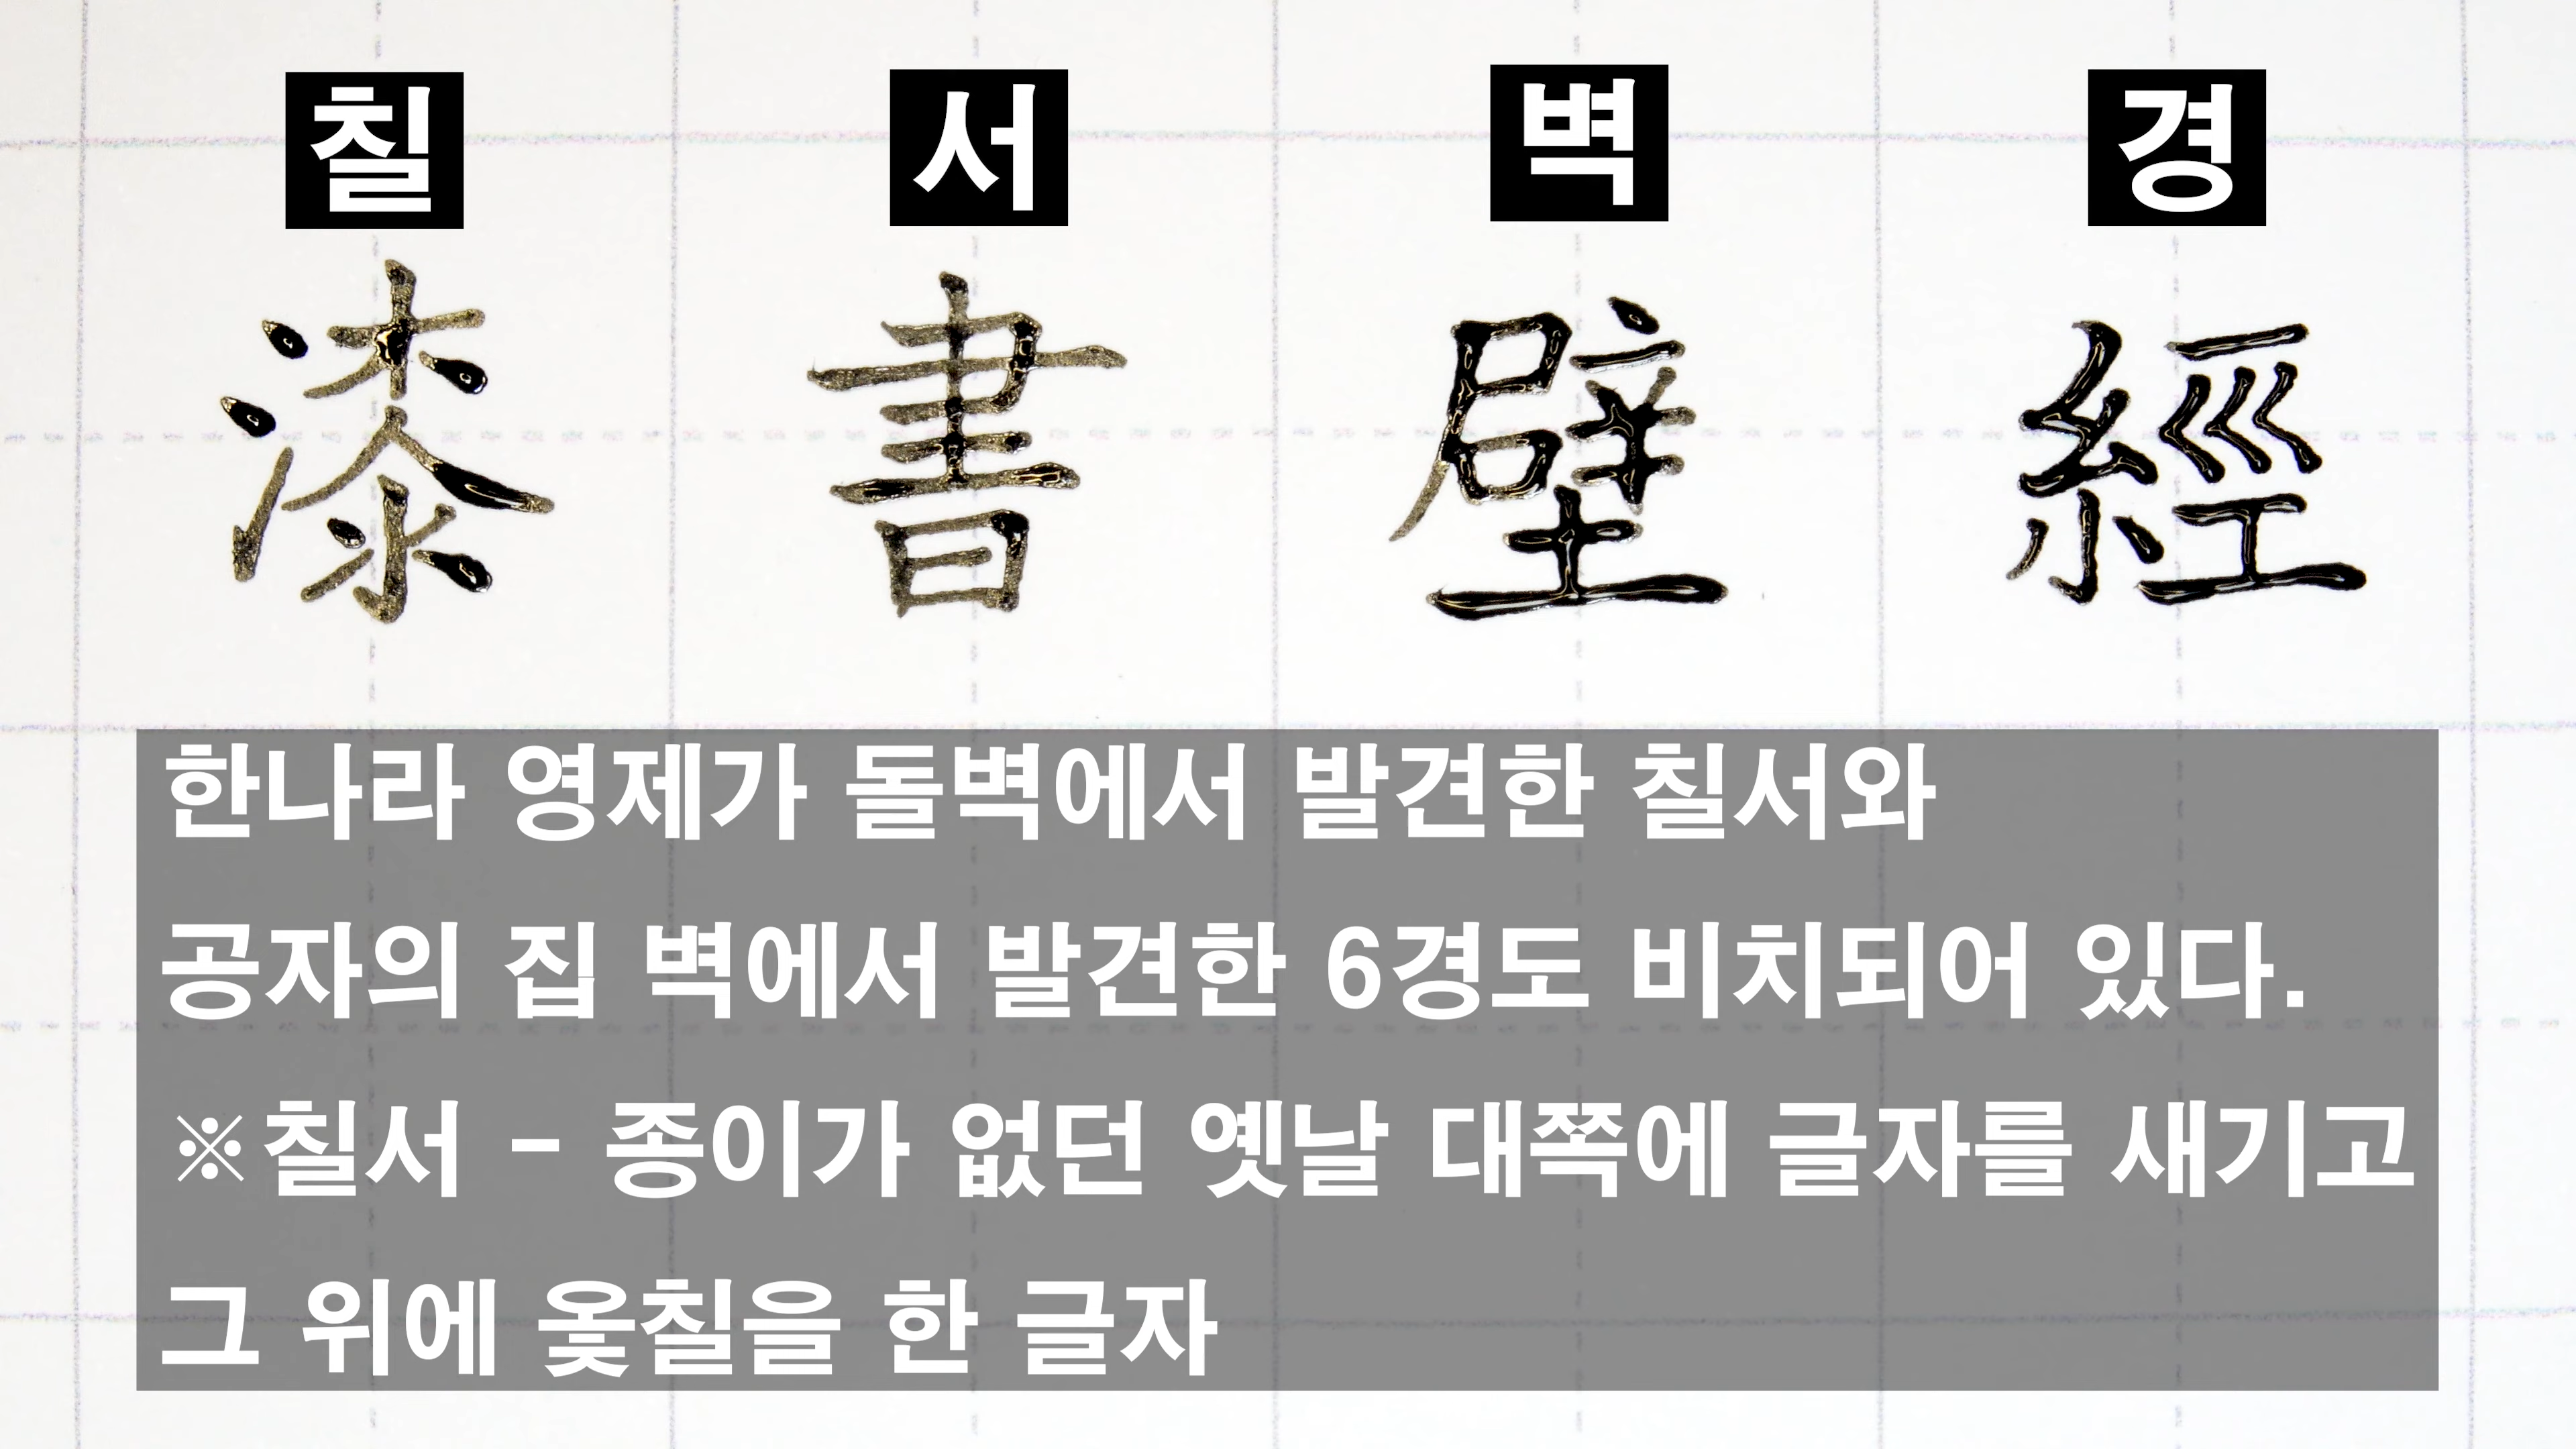 칠 서 벽 경
漆 書 壁 經
한나라 영제가 돌벽에서 발견한 칠서와
공자의 집 벽에서 발견한 6경도 비치되어 있다.
※칠서 - 종이가 없던 옛날 대쪽에 글자를 새기고
그 위에 옻칠을 한 글자